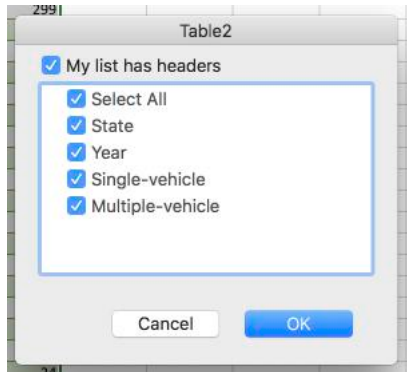 299
Table2
My list has headers
Select All
State
Year
Single-vehicle
Multiple-vehicle
Cancel
OK